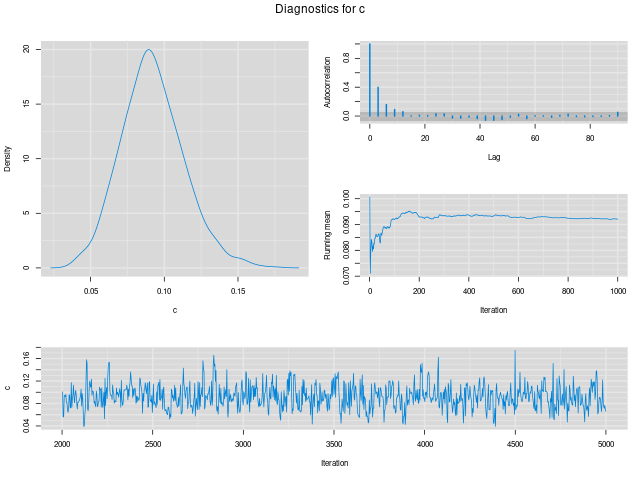 Diagnostics for c
Density
20
15
10
5
0
0.05 0.10 0.15
c
Autocorrelation
0.8
0.4
0.0
0 20 40 60 80
Lag
Running mean
0.100
0.090
0.080
0.070
0 200 400 600 800 1000
Iteration
c
0.16
0.12
0.08
0.04
2000 2500 3000 3500 4000 4500 5000
Iteration